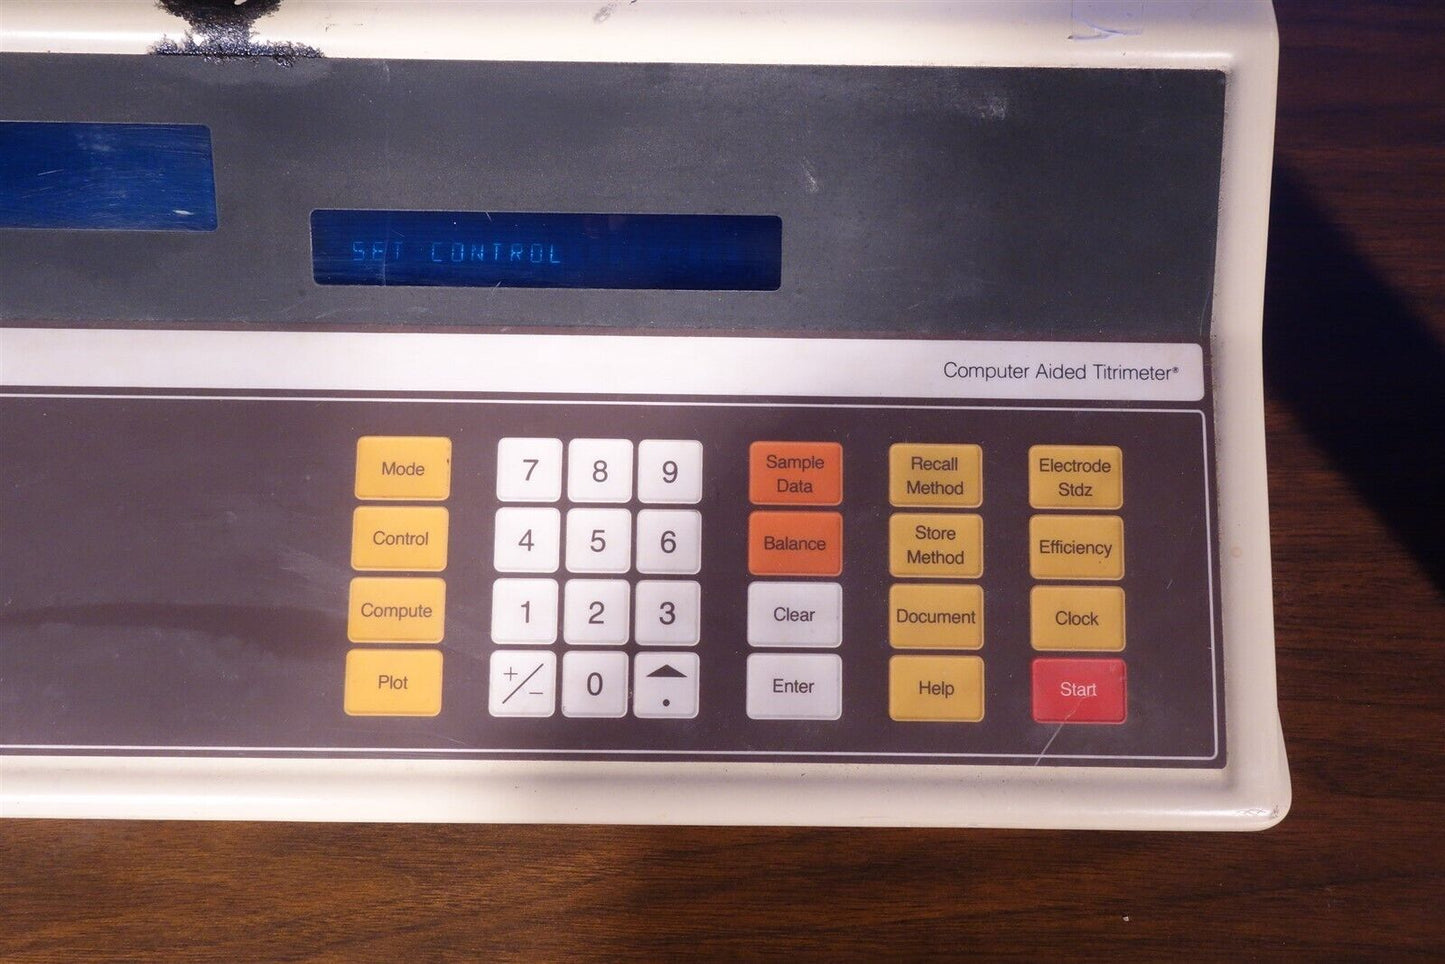 SET CONTROL
Computer Aided Titrimeter®
Mode
7
8
9
Sample
Data
Recall
Method
Electrode
Stdz
Control
4
5
6
Balance
Store
Method
Efficiency
Compute
1
2
3
Clear
Document
Clock
Plot
+/−
0
.
Enter
Help
Start